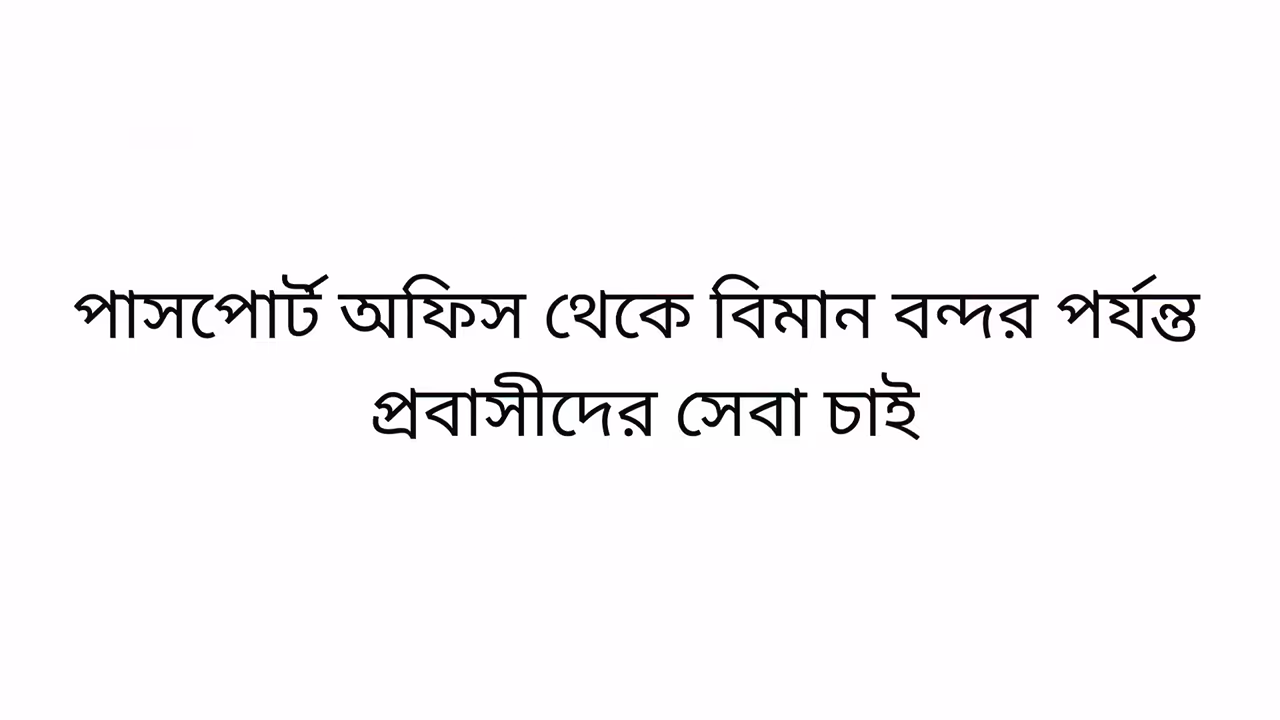 পাসপোর্ট অফিস থেকে বিমান বন্দর পর্যন্ত
প্রবাসীদের সেবা চাই